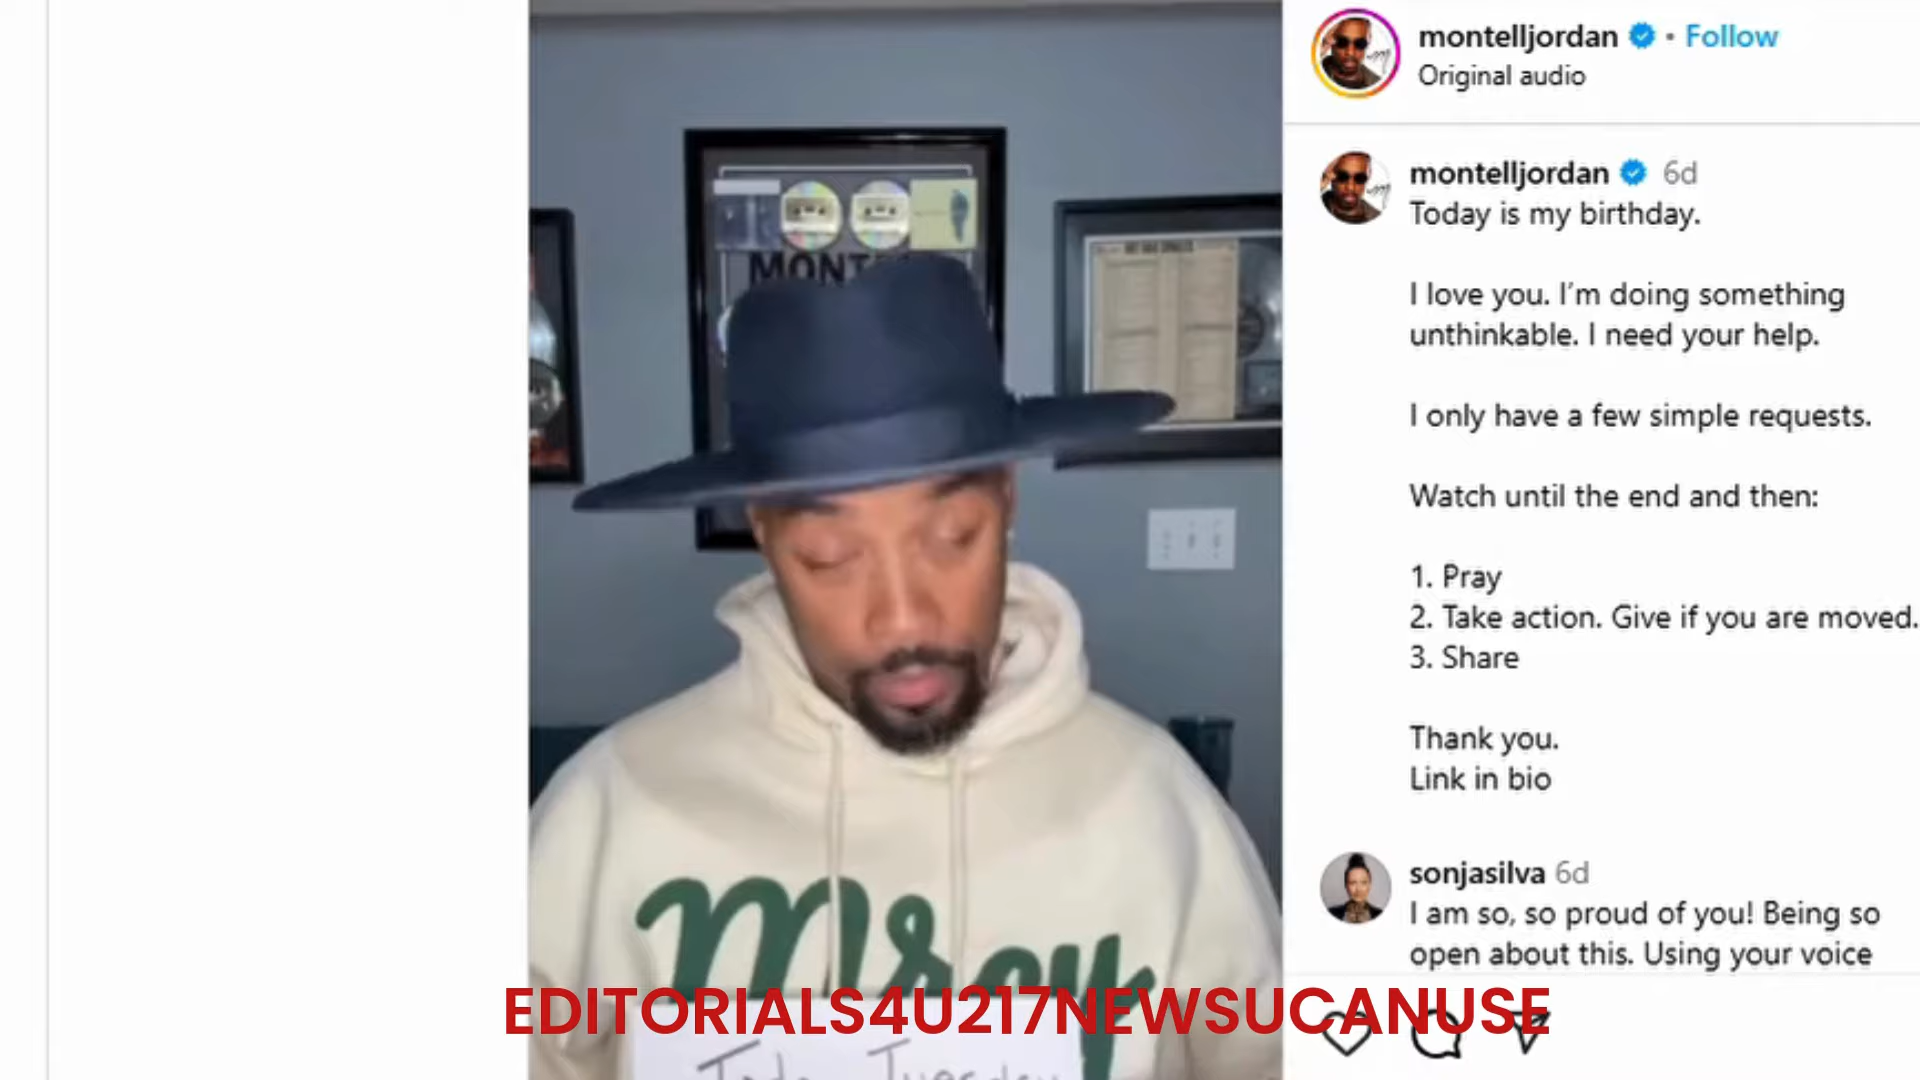 montelljordan • Follow
Original audio
montelljordan 6d
Today is my birthday.
I love you. I'm doing something
unthinkable. I need your help.
I only have a few simple requests.
Watch until the end and then:
1. Pray
2. Take action. Give if you are moved.
3. Share
Thank you.
Link in bio
sonjasilva 6d
I am so, so proud of you! Being so
open about this. Using your voice
MONTE
EDITORIALS4U217NEWSUCANUSE
Tuesday